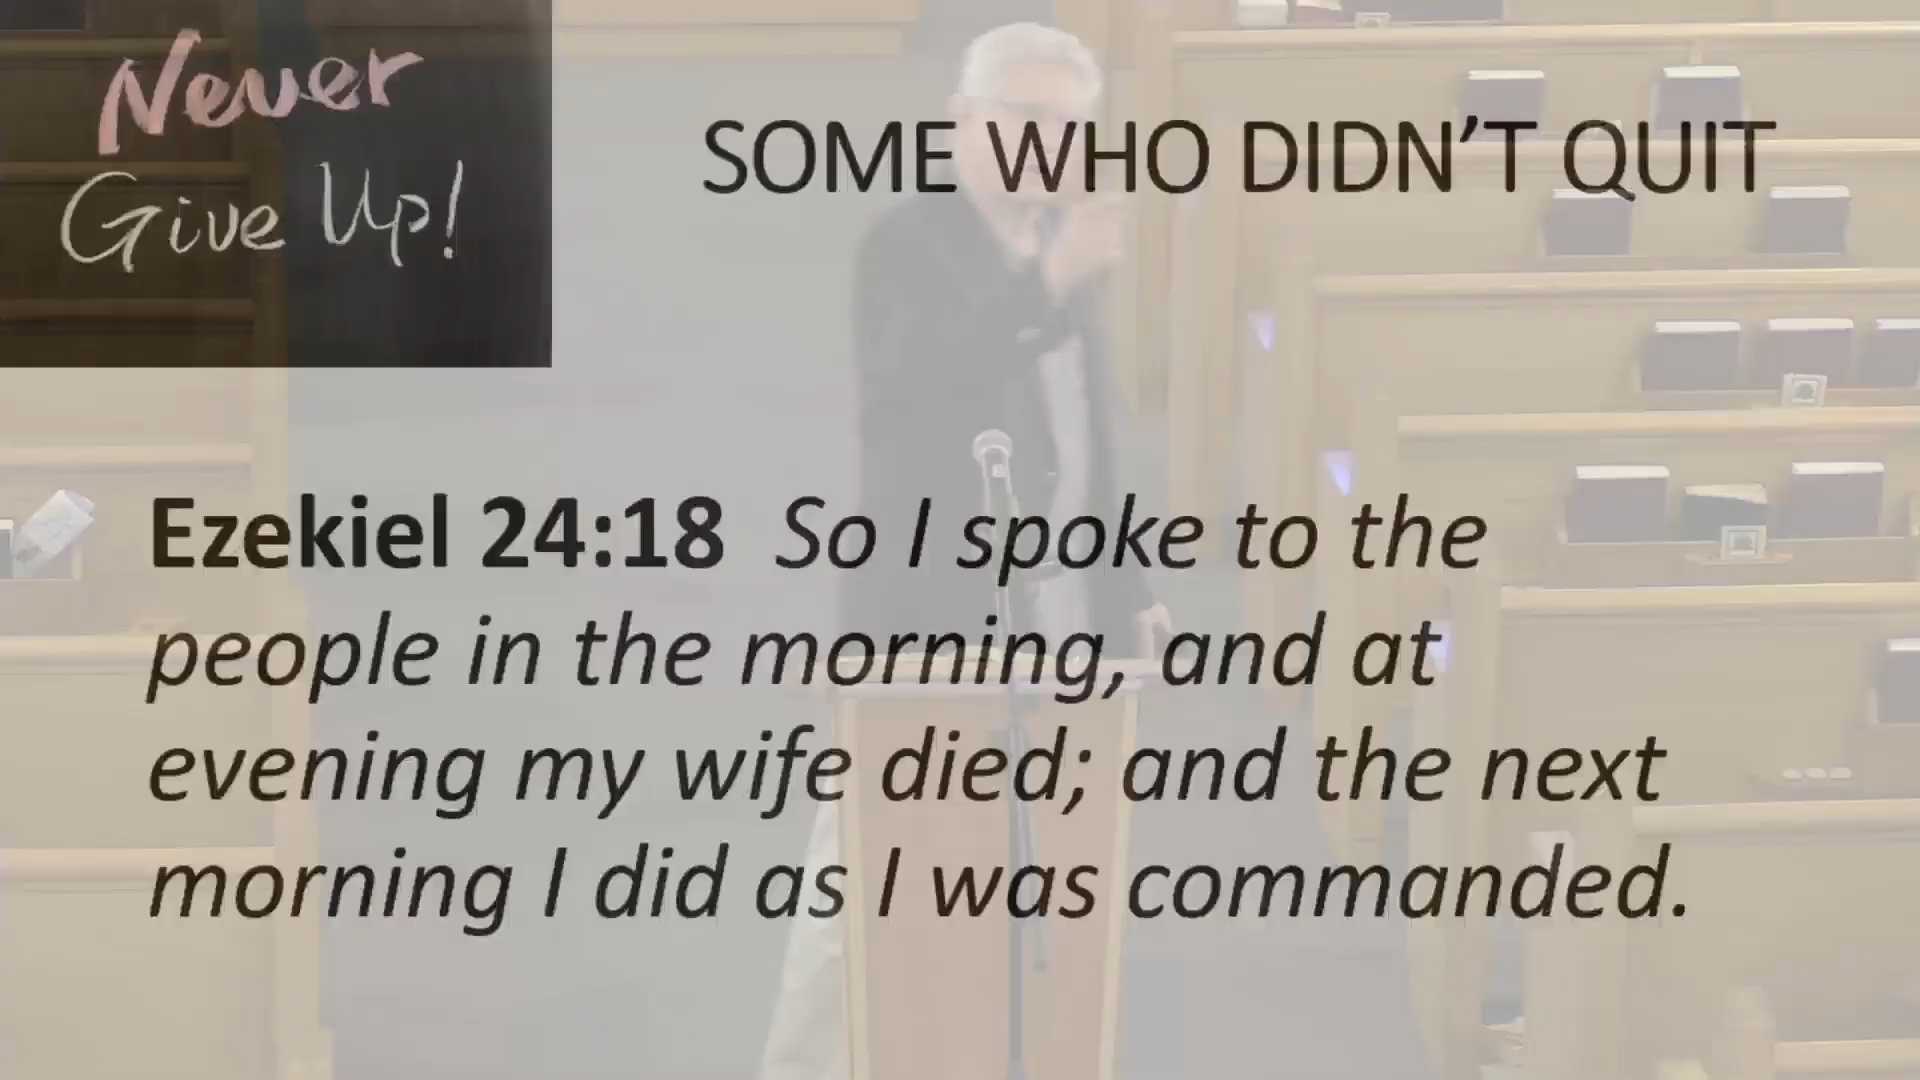 Never
Give Up!
SOME WHO DIDN'T QUIT
Ezekiel 24:18 So I spoke to the
people in the morning, and at
evening my wife died; and the next
morning I did as I was commanded.